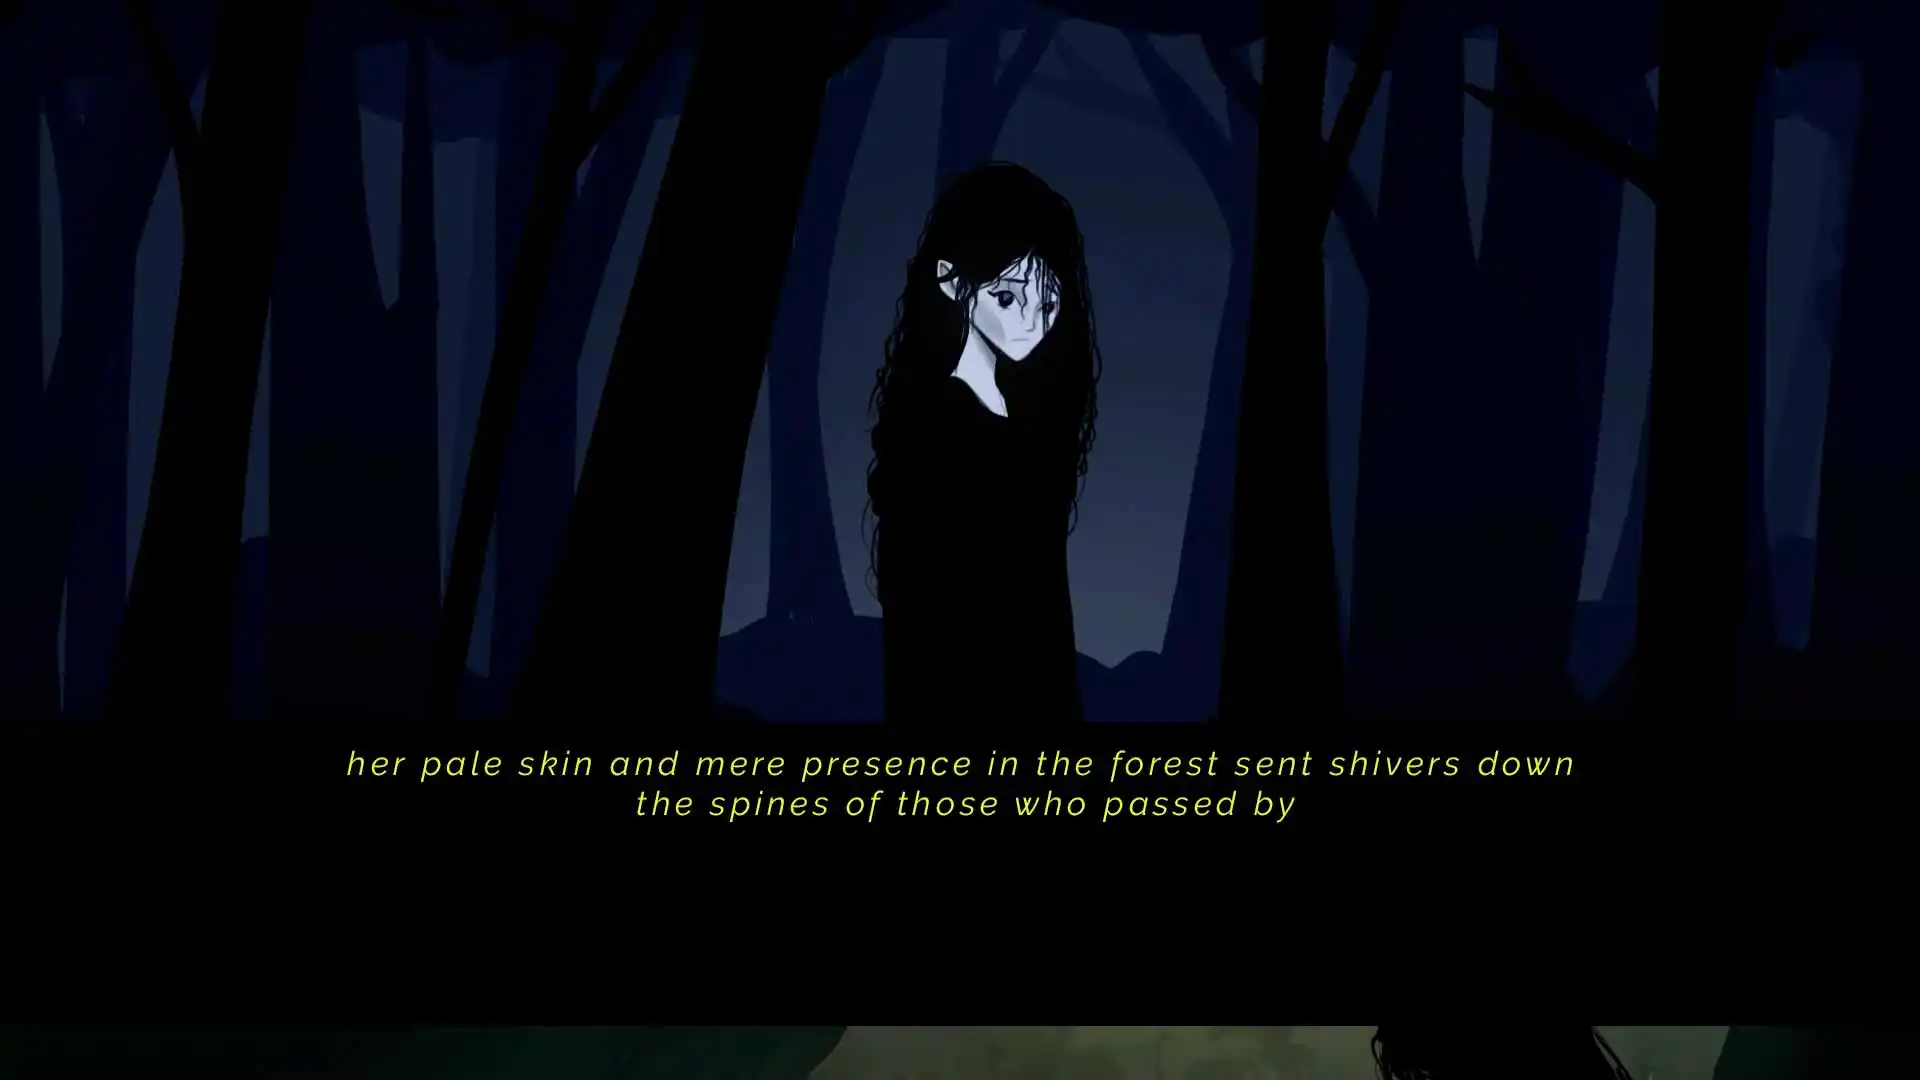 her pale skin and mere presence in the forest sent shivers down
the spines of those who passed by